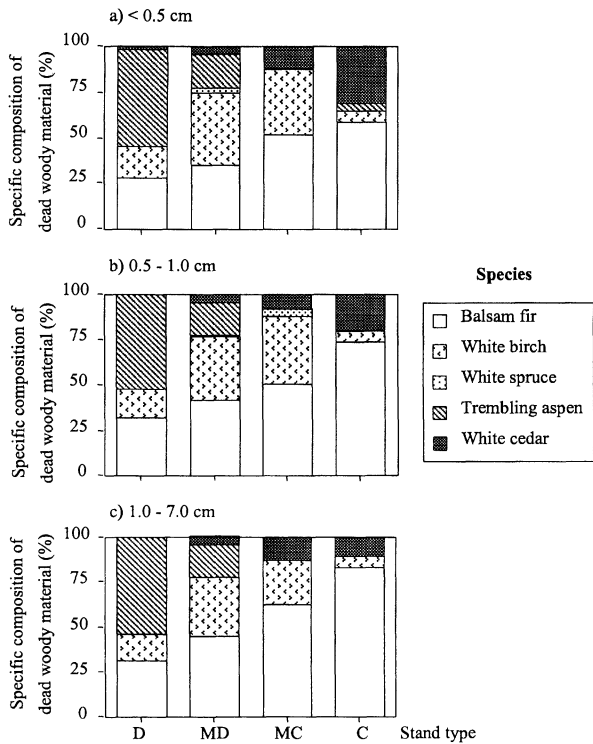 a) < 0.5 cm
Specific composition of
dead woody material (%)
100
75
50
25
0
b) 0.5 - 1.0 cm
Specific composition of
dead woody material (%)
100
75
50
25
0
Species
Balsam fir
White birch
White spruce
Trembling aspen
White cedar
c) 1.0 - 7.0 cm
Specific composition of
dead woody material (%)
100
75
50
25
0
D MD MC C Stand type